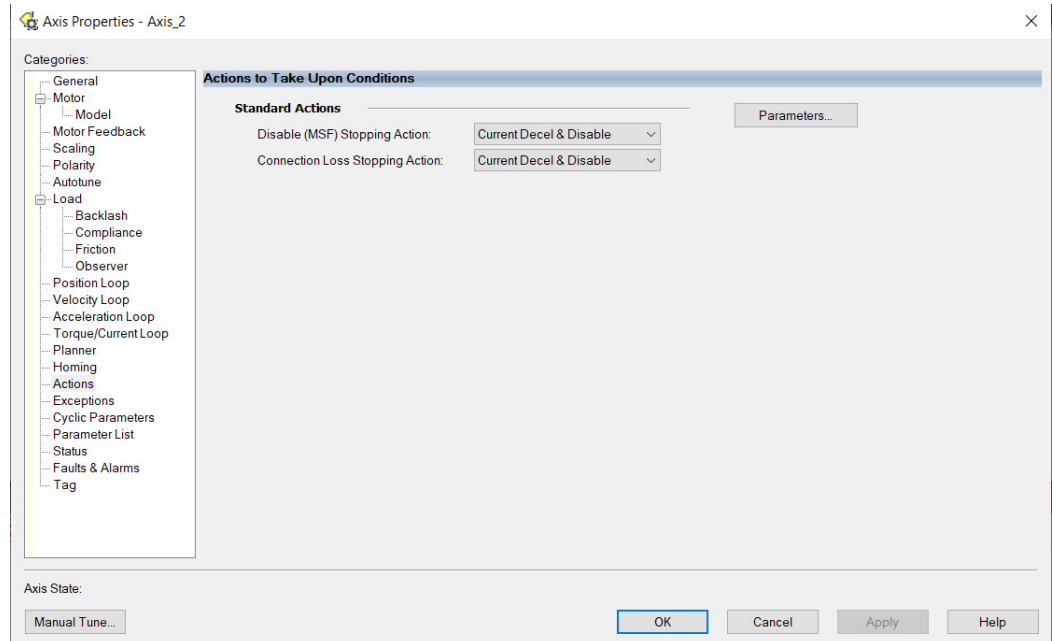 Axis Properties - Axis_2
Categories:
General
Motor
Model
Motor Feedback
Scaling
Polarity
Autotune
Load
Backlash
Compliance
Friction
Observer
Position Loop
Velocity Loop
Acceleration Loop
Torque/Current Loop
Planner
Homing
Actions
Exceptions
Cyclic Parameters
Parameter List
Status
Faults & Alarms
Tag
Actions to Take Upon Conditions
Standard Actions
Parameters...
Disable (MSF) Stopping Action: Current Decel & Disable
Connection Loss Stopping Action: Current Decel & Disable
Axis State:
Manual Tune... OK Cancel Apply Help